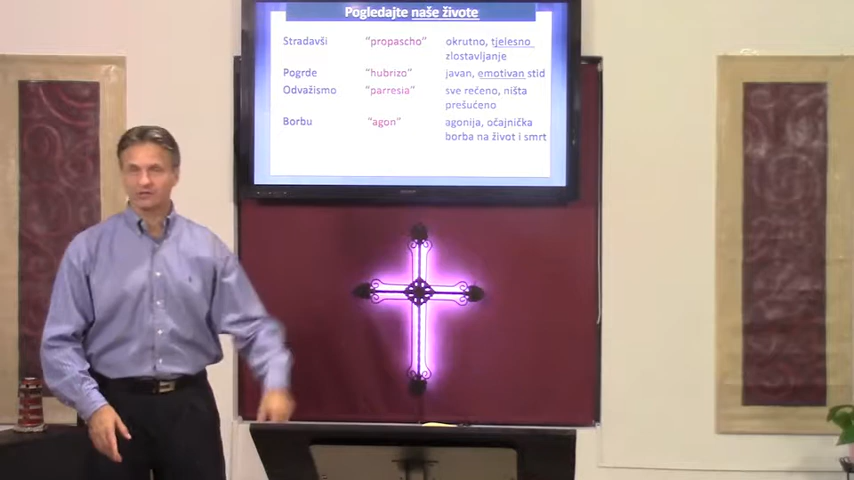 Pogledajte naše živote
Stradavši "propascho" okrutno, tjelesno
zlostavljanje
Pogrde "hubrizo" javan, emotivan stid
Odvažismo "parresia" sve rečeno, ništa
prešućeno
Borbu "agon" agonija, očajnička
borba na život i smrt